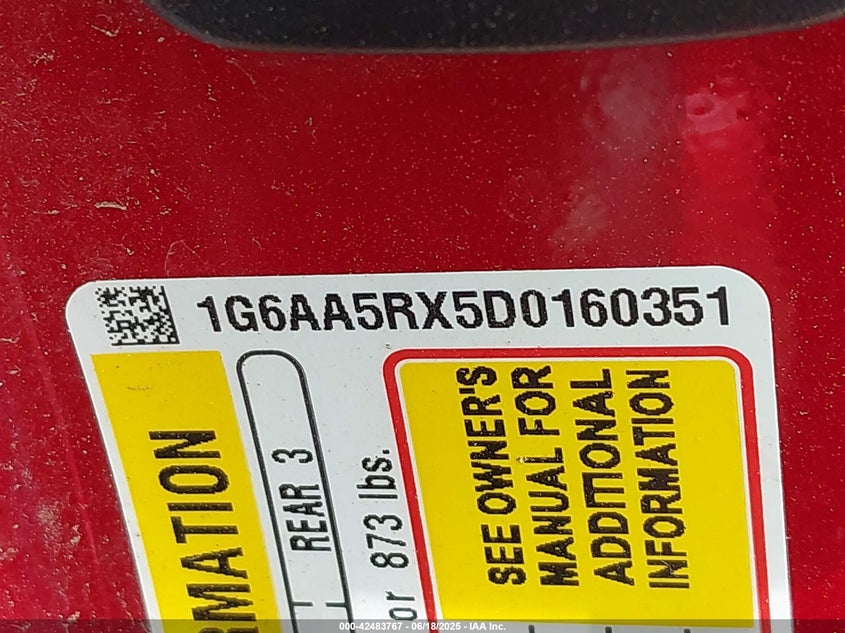 1G6AA5RX5D0160351
REAR 3
or 873 lbs.
SEE OWNER'S
MANUAL FOR
ADDITIONAL
INFORMATION
000-42483767 - 06/18/2025 - IAA Inc.